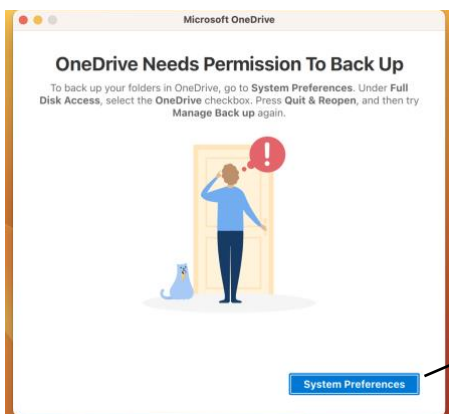 Microsoft OneDrive
OneDrive Needs Permission To Back Up
To back up your folders in OneDrive, go to System Preferences. Under Full
Disk Access, select the OneDrive checkbox. Press Quit & Reopen, and then try
Manage Back up again.
!
System Preferences